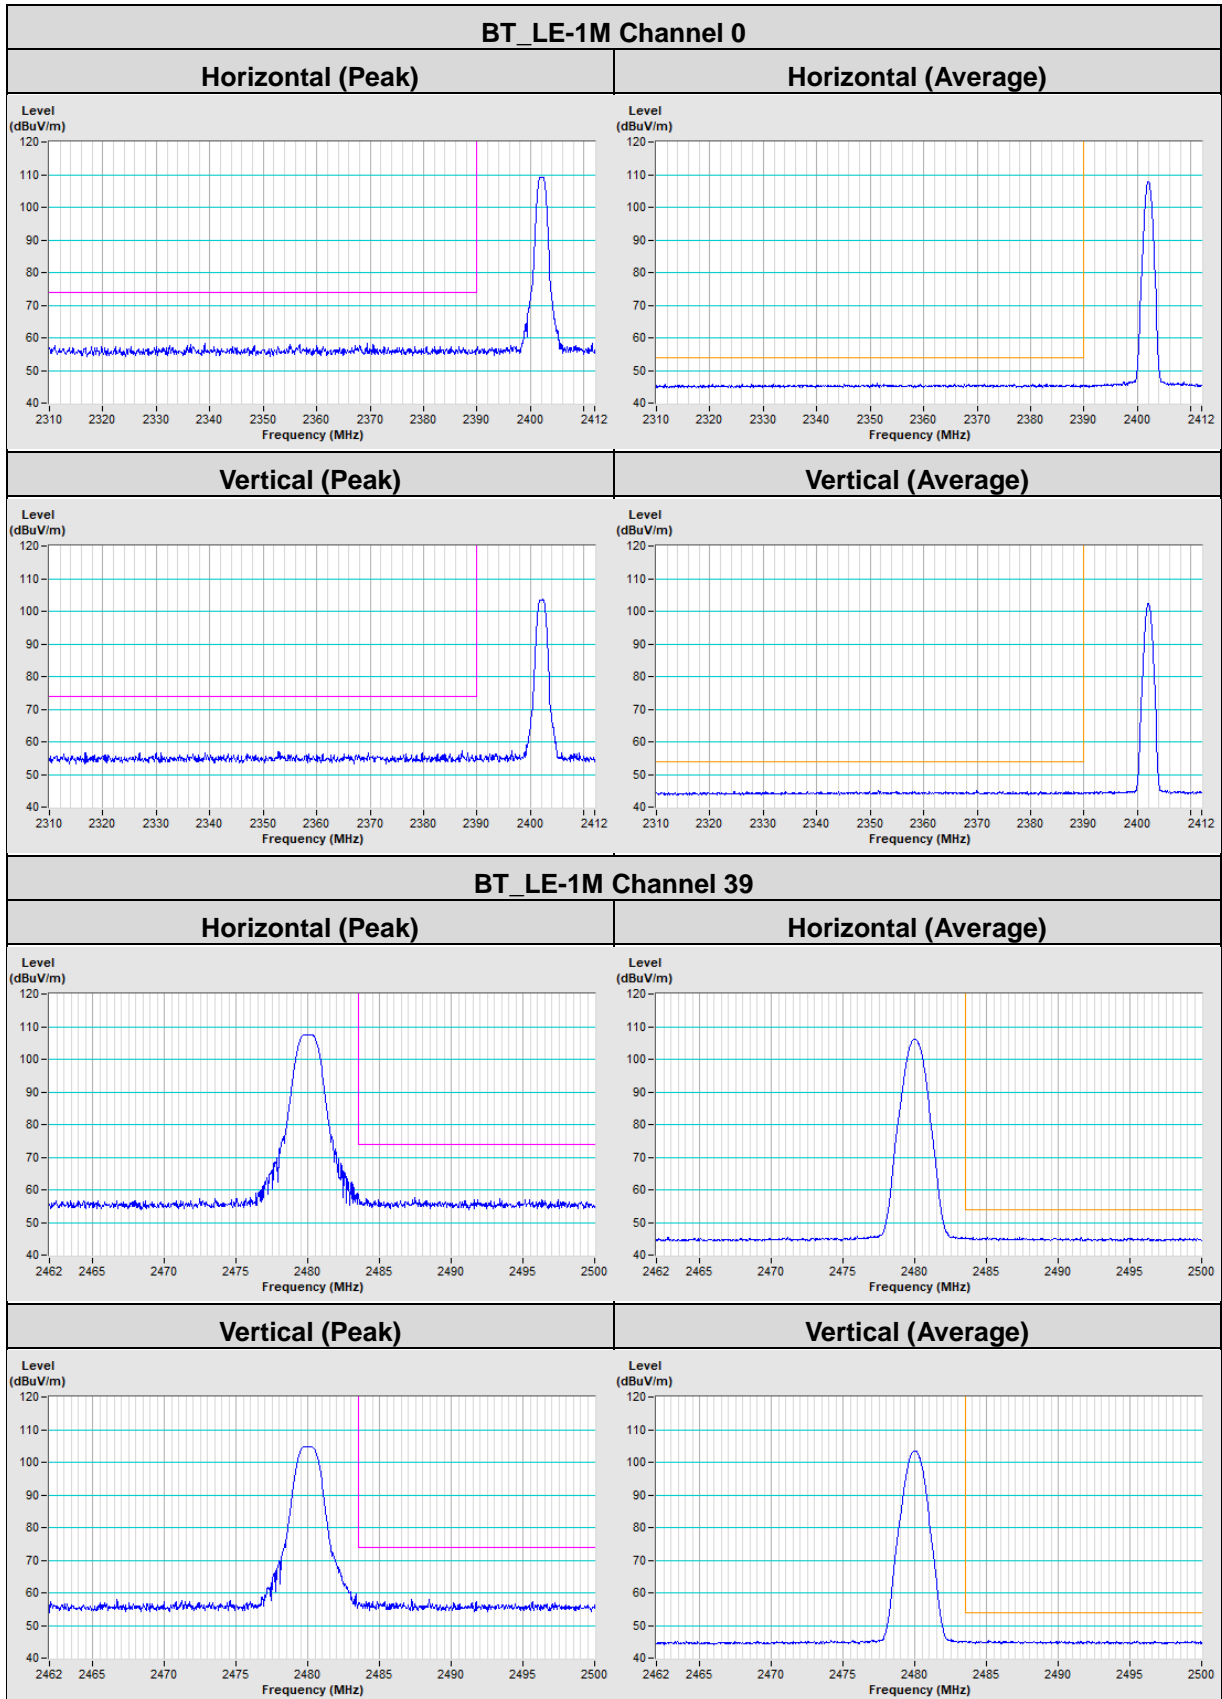 BT_LE-1M Channel 0
Horizontal (Peak) Horizontal (Average)
Level Level
(dBuV/m) (dBuV/m)
120 120
110 110
100 100
90 90
80 80
70 70
60 60
50 50
40 40
2310 2320 2330 2340 2350 2360 2370 2380 2390 2400 2412 2310 2320 2330 2340 2350 2360 2370 2380 2390 2400 2412
Frequency (MHz) Frequency (MHz)
Vertical (Peak) Vertical (Average)
Level Level
(dBuV/m) (dBuV/m)
120 120
110 110
100 100
90 90
80 80
70 70
60 60
50 50
40 40
2310 2320 2330 2340 2350 2360 2370 2380 2390 2400 2412 2310 2320 2330 2340 2350 2360 2370 2380 2390 2400 2412
Frequency (MHz) Frequency (MHz)
BT_LE-1M Channel 39
Horizontal (Peak) Horizontal (Average)
Level Level
(dBuV/m) (dBuV/m)
120 120
110 110
100 100
90 90
80 80
70 70
60 60
50 50
40 40
2462 2465 2470 2475 2480 2485 2490 2495 2500 2462 2465 2470 2475 2480 2485 2490 2495 2500
Frequency (MHz) Frequency (MHz)
Vertical (Peak) Vertical (Average)
Level Level
(dBuV/m) (dBuV/m)
120 120
110 110
100 100
90 90
80 80
70 70
60 60
50 50
40 40
2462 2465 2470 2475 2480 2485 2490 2495 2500 2462 2465 2470 2475 2480 2485 2490 2495 2500
Frequency (MHz) Frequency (MHz)